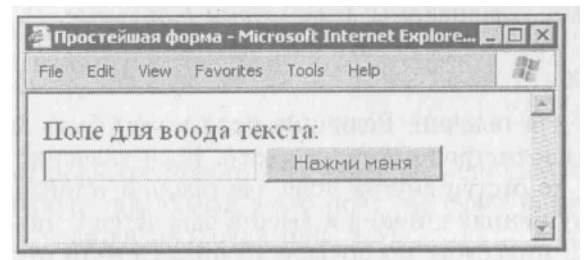 Простейшая форма - Microsoft Internet Explore...
File Edit View Favorites Tools Help
Поле для воода текста:
Нажми меня